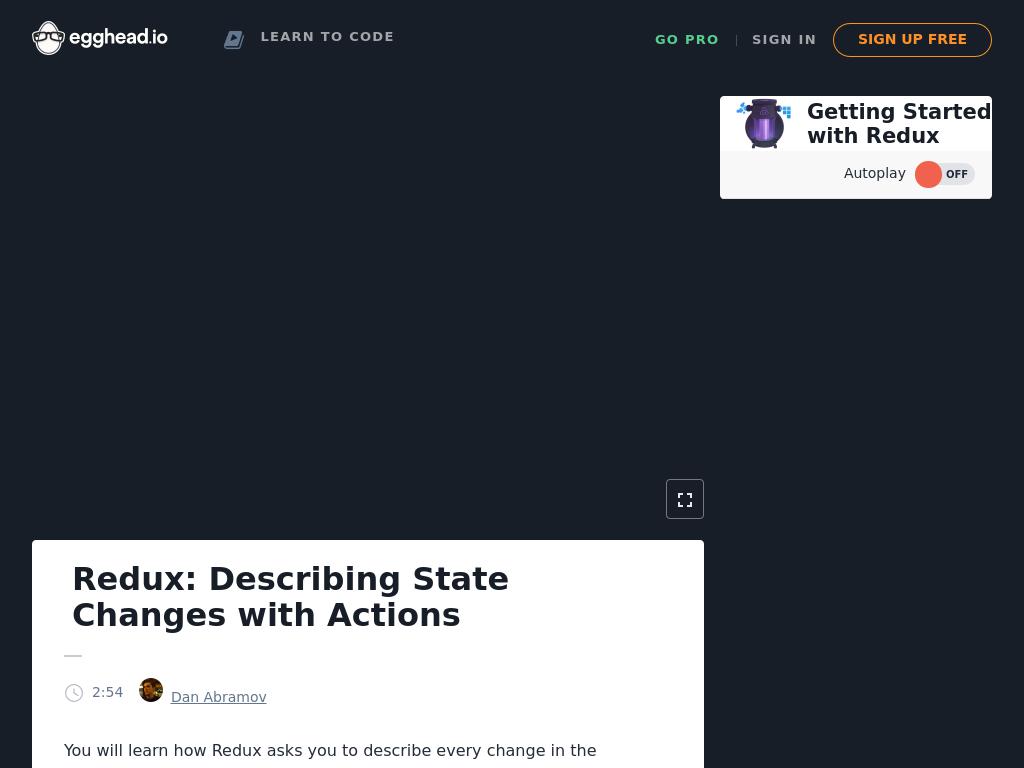 egghead.io
LEARN TO CODE
GO PRO
SIGN IN
SIGN UP FREE
Getting Started
with Redux
Autoplay
OFF
Redux: Describing State
Changes with Actions
2:54
Dan Abramov
You will learn how Redux asks you to describe every change in the